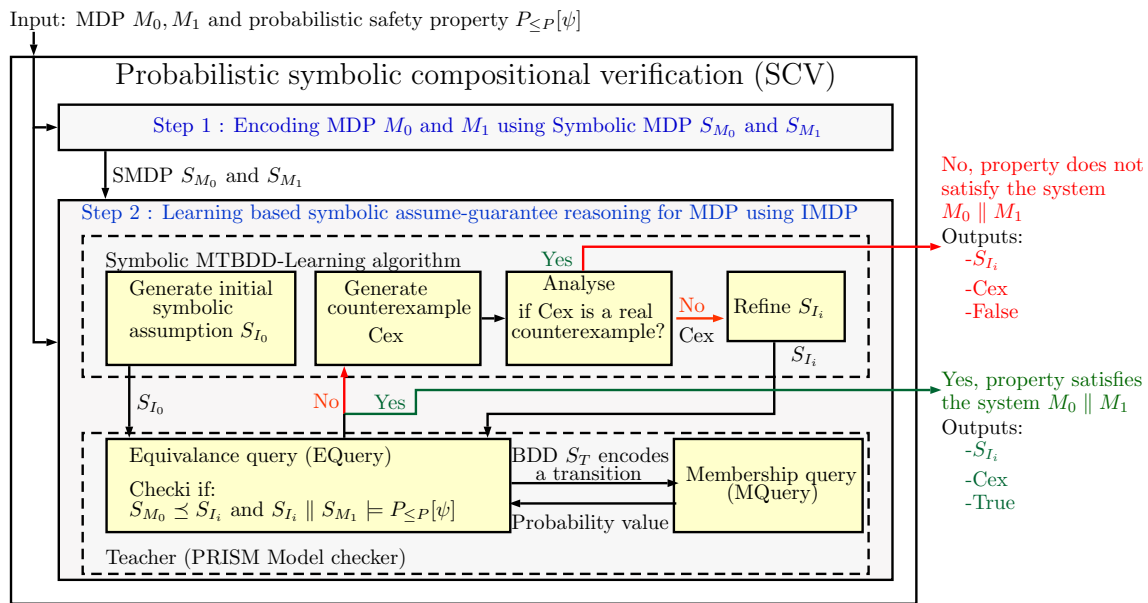 Input: MDP M₀, M₁ and probabilistic safety property P≤P[ψ]
Probabilistic symbolic compositional verification (SCV)
Step 1 : Encoding MDP M₀ and M₁ using Symbolic MDP S_M₀ and S_M₁
SMDP S_M₀ and S_M₁
Step 2 : Learning based symbolic assume-guarantee reasoning for MDP using IMDP
Symbolic MTBDD-Learning algorithm
Generate initial
symbolic
assumption S_I₀
Generate
counterexample
Cex
Yes
Analyse
if Cex is a real
counterexample?
No
Cex
Refine S_Iᵢ
S_Iᵢ
S_I₀
No
Yes
Equivalance query (EQuery)
Checki if:
S_M₀ ⪯ S_Iᵢ and S_Iᵢ ∥ S_M₁ ⊨ P≤P[ψ]
BDD S_T encodes
a transition
Probability value
Membership query
(MQuery)
Teacher (PRISM Model checker)
No, property does not
satisfy the system
M₀ ∥ M₁
Outputs:
-S_Iᵢ
-Cex
-False
Yes, property satisfies
the system M₀ ∥ M₁
Outputs:
-S_Iᵢ
-Cex
-True